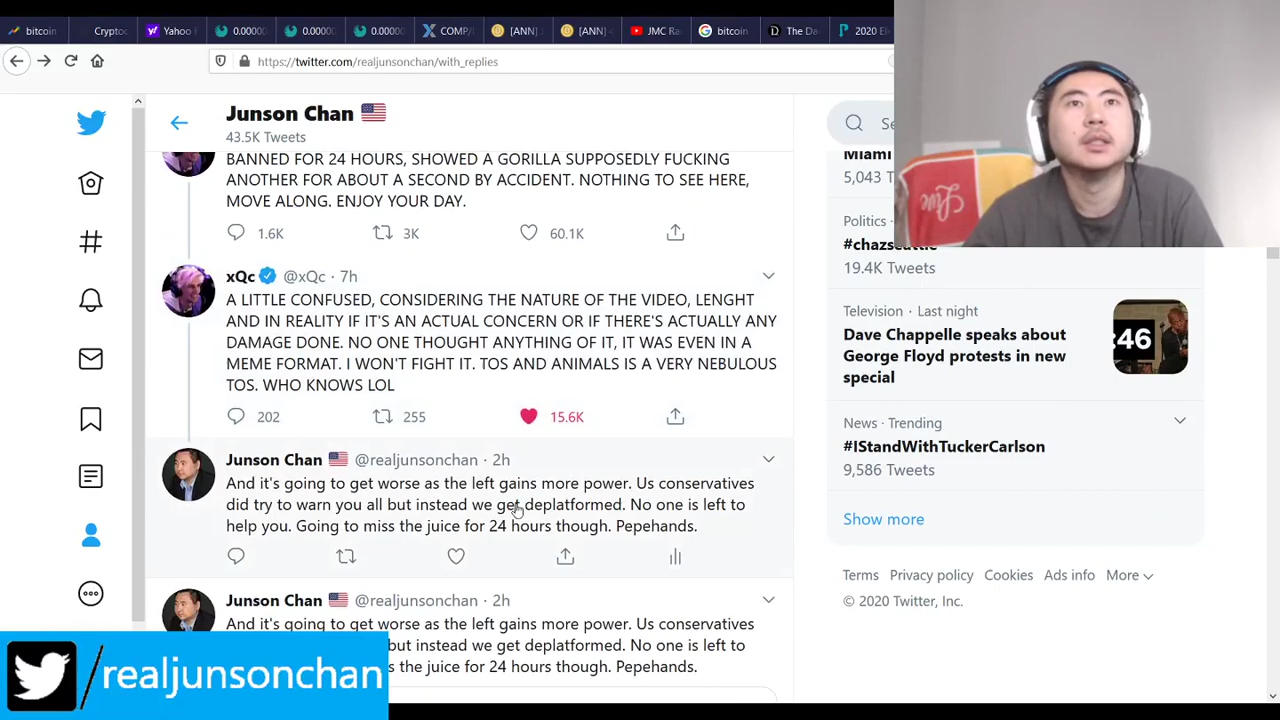 bitcoin
Cryptoc
Yahoo F
0.00000
0.00000
0.00000
COMP/
[ANN]
[ANN]
JMC Ra
bitcoin
The Da
2020 El
https://twitter.com/realjunsonchan/with_replies
Junson Chan
43.5K Tweets
BANNED FOR 24 HOURS, SHOWED A GORILLA SUPPOSEDLY FUCKING
ANOTHER FOR ABOUT A SECOND BY ACCIDENT. NOTHING TO SEE HERE,
MOVE ALONG. ENJOY YOUR DAY.
1.6K 3K 60.1K
xQc @xQc · 7h
A LITTLE CONFUSED, CONSIDERING THE NATURE OF THE VIDEO, LENGHT
AND IN REALITY IF IT'S AN ACTUAL CONCERN OR IF THERE'S ACTUALLY ANY
DAMAGE DONE. NO ONE THOUGHT ANYTHING OF IT, IT WAS EVEN IN A
MEME FORMAT. I WON'T FIGHT IT. TOS AND ANIMALS IS A VERY NEBULOUS
TOS. WHO KNOWS LOL
202 255 15.6K
Junson Chan @realjunsonchan · 2h
And it's going to get worse as the left gains more power. Us conservatives
did try to warn you all but instead we get deplatformed. No one is left to
help you. Going to miss the juice for 24 hours though. Pepehands.
Junson Chan @realjunsonchan · 2h
And it's going to get worse as the left gains more power. Us conservatives
but instead we get deplatformed. No one is left to
s the juice for 24 hours though. Pepehands.
/realjunsonchan
Se
Miami
5,043 T
Politics ·
#chazseattle
19.4K Tweets
Television · Last night
Dave Chappelle speaks about
George Floyd protests in new
special
:46
News · Trending
#IStandWithTuckerCarlson
9,586 Tweets
Show more
Terms Privacy policy Cookies Ads info More
© 2020 Twitter, Inc.
Live